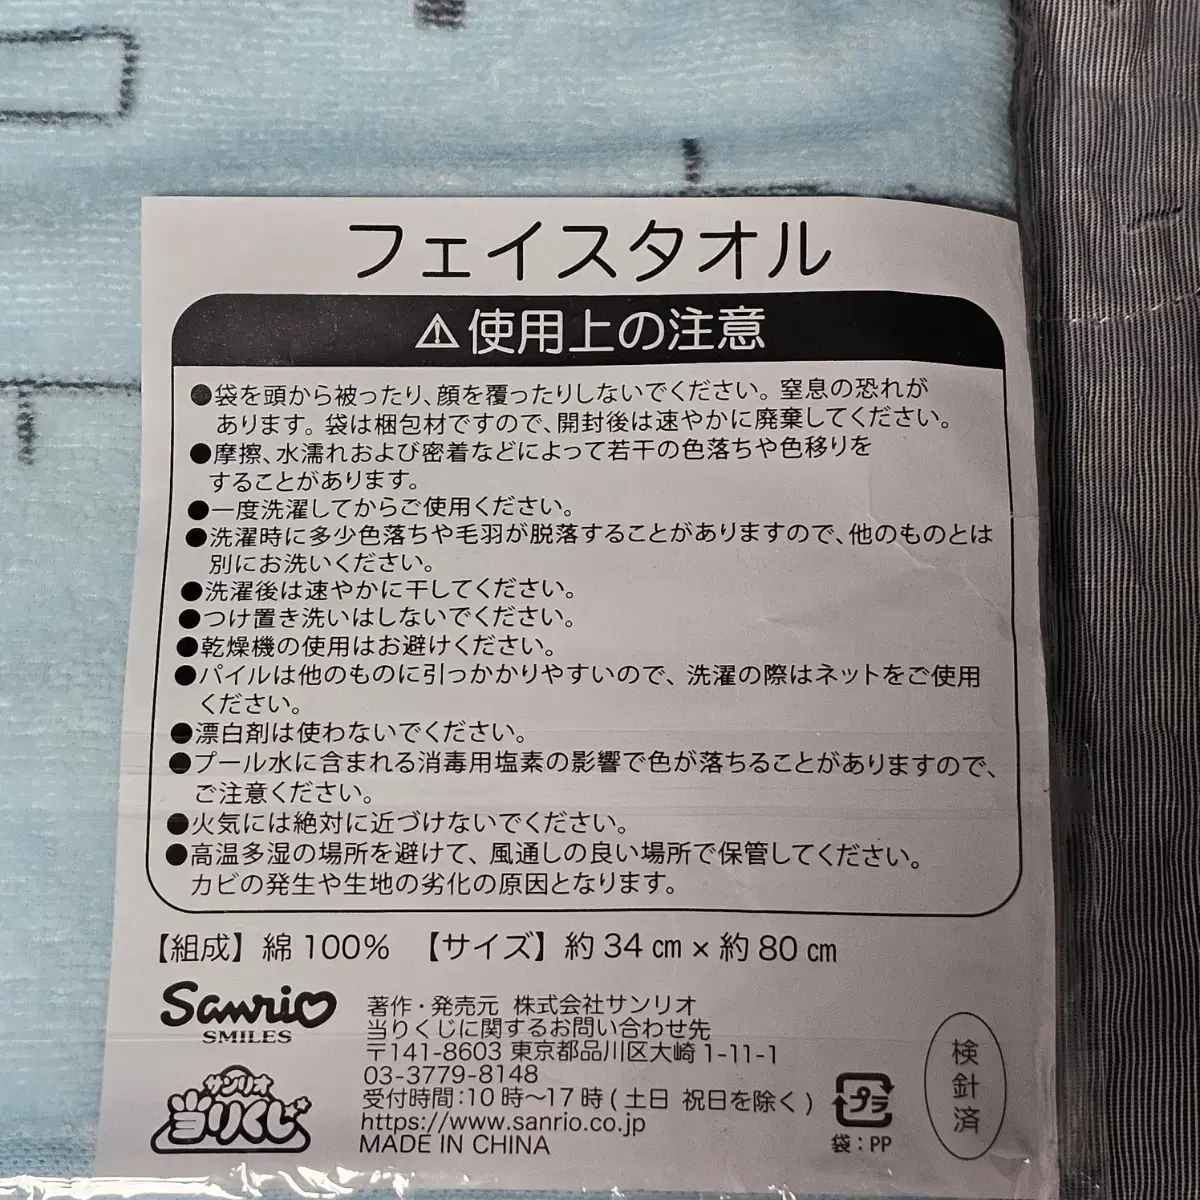 フェイスタオル
⚠使用上の注意
●袋を頭から被ったり、顔を覆ったりしないでください。窒息の恐れが
あります。袋は梱包材ですので、開封後は速やかに廃棄してください。
●摩擦、水濡れおよび密着などによって若干の色落ちや色移りを
することがあります。
●一度洗濯してからご使用ください。
●洗濯時に多少色落ちや毛羽が脱落することがありますので、他のものとは
別にお洗いください。
●洗濯後は速やかに干してください。
●つけ置き洗いはしないでください。
●乾燥機の使用はお避けください。
●パイルは他のものに引っかかりやすいので、洗濯の際はネットをご使用
ください。
●漂白剤は使わないでください。
●プール水に含まれる消毒用塩素の影響で色が落ちることがありますので、
ご注意ください。
●火気には絶対に近づけないでください。
●高温多湿の場所を避けて、風通しの良い場所で保管してください。
カビの発生や生地の劣化の原因となります。
【組成】綿100% 【サイズ】約34㎝×約80㎝
Sanrio
SMILES
サンリオ
当りくじ
著作・発売元 株式会社サンリオ
当りくじに関するお問い合わせ先
〒141-8603 東京都品川区大崎1-11-1
03-3779-8148
受付時間:10時～17時(土日 祝日を除く)
https://www.sanrio.co.jp
MADE IN CHINA
プラ
袋:PP
検針済